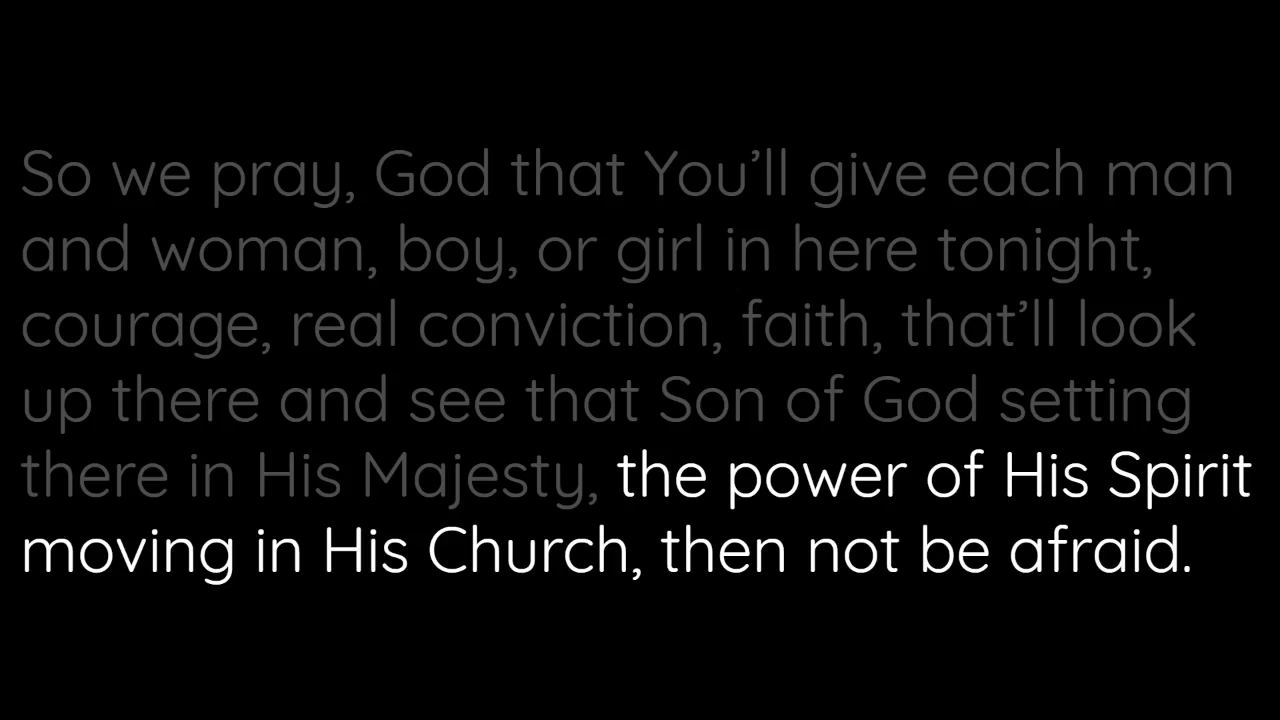 So we pray, God that You’ll give each man
and woman, boy, or girl in here tonight,
courage, real conviction, faith, that’ll look
up there and see that Son of God setting
there in His Majesty, the power of His Spirit
moving in His Church, then not be afraid.